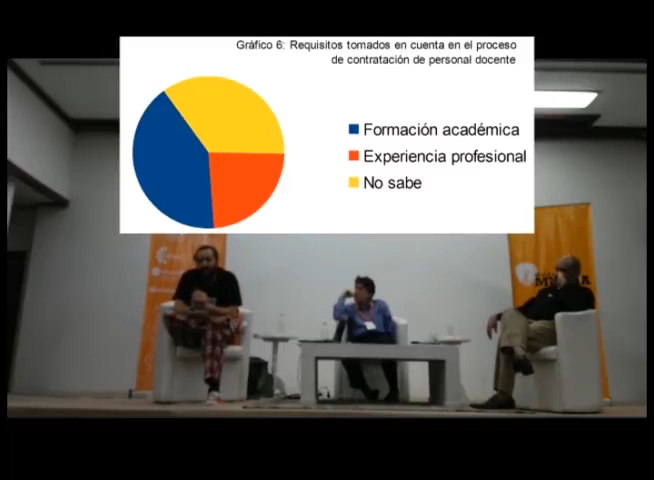 Gráfico 6: Requisitos tomados en cuenta en el proceso
de contratación de personal docente
Formación académica
Experiencia profesional
No sabe